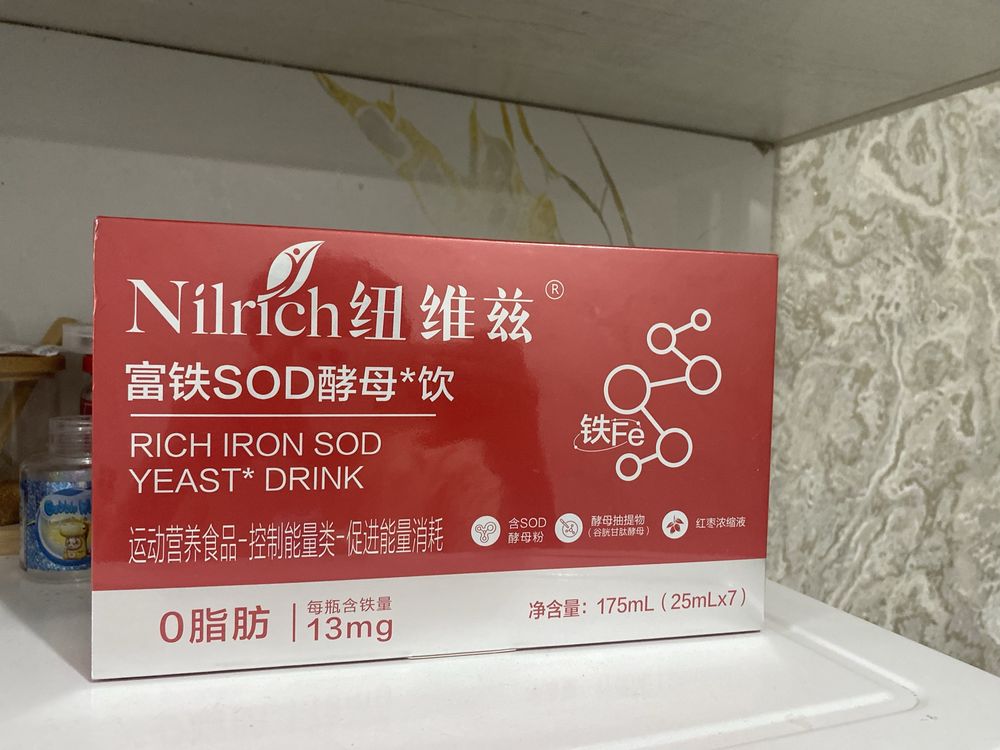 Nilrich纽维兹®
富铁SOD酵母*饮
RICH IRON SOD
YEAST* DRINK
铁Fe
运动营养食品-控制能量类-促进能量消耗
含SOD
酵母粉
酵母抽提物
(谷胱甘肽酵母)
红枣浓缩液
0脂肪
每瓶含铁量
13mg
净含量: 175mL (25mLx7)